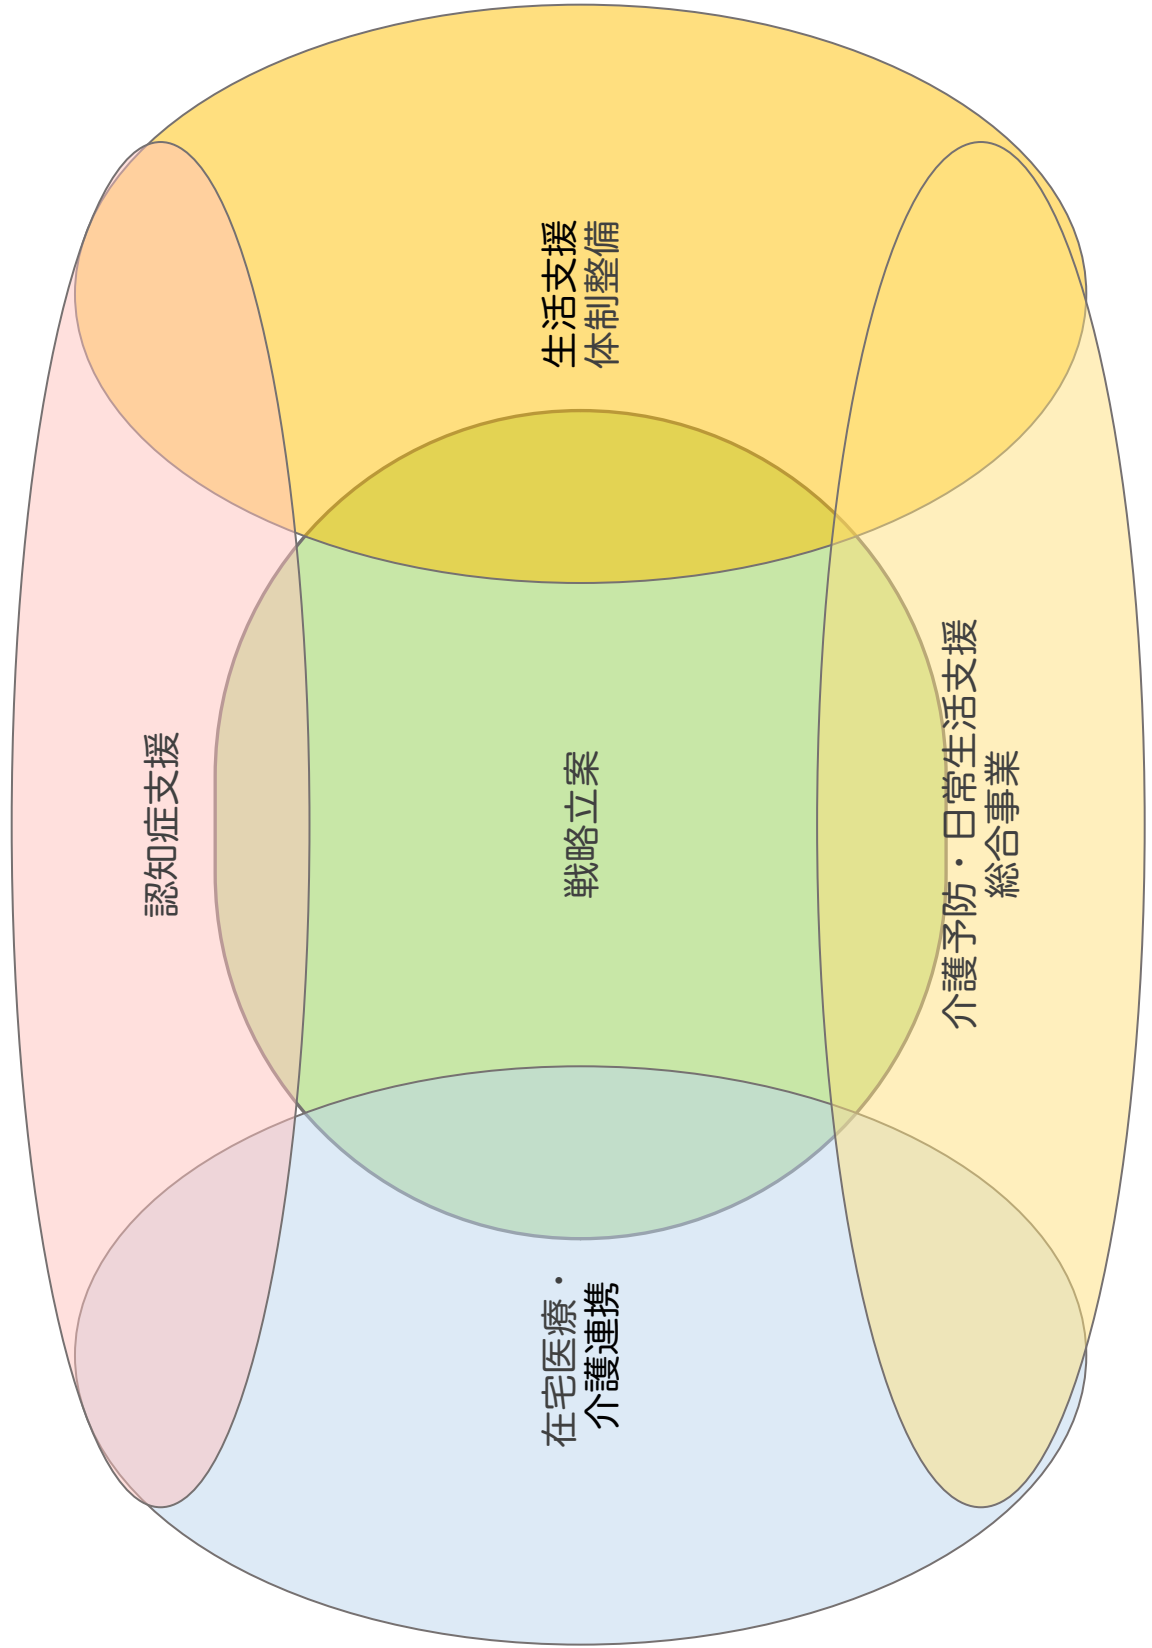 認知症支援
生活支援
体制整備
戦略立案
在宅医療・
介護連携
介護予防・日常生活支援
総合事業